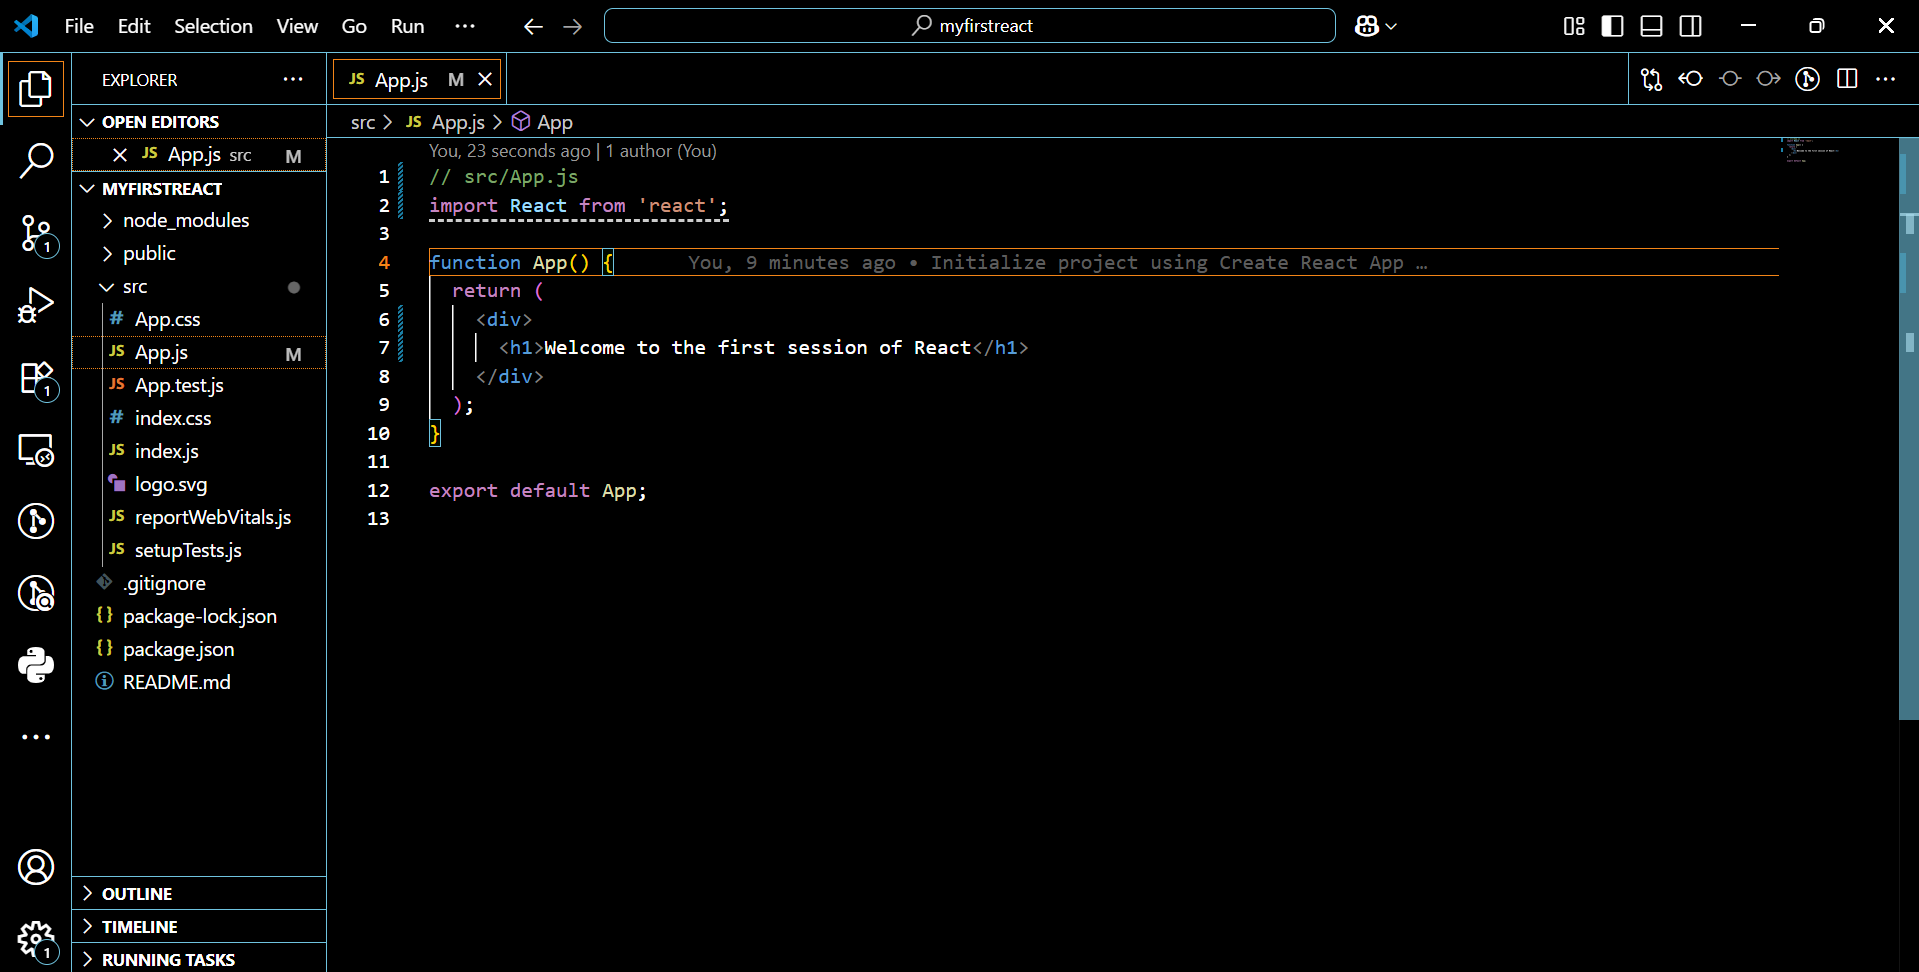 File Edit Selection View Go Run ··· myfirstreact
EXPLORER ···
OPEN EDITORS
JS App.js src M
MYFIRSTREACT
node_modules
public
src
# App.css
JS App.js M
JS App.test.js
# index.css
JS index.js
logo.svg
JS reportWebVitals.js
JS setupTests.js
.gitignore
{} package-lock.json
{} package.json
README.md
OUTLINE
TIMELINE
RUNNING TASKS
1
1
1
JS App.js M
src > JS App.js > App
You, 23 seconds ago | 1 author (You)
1 // src/App.js
2 import React from 'react';
3
4 function App() { You, 9 minutes ago • Initialize project using Create React App …
5 return (
6 <div>
7 <h1>Welcome to the first session of React</h1>
8 </div>
9 );
10 }
11
12 export default App;
13